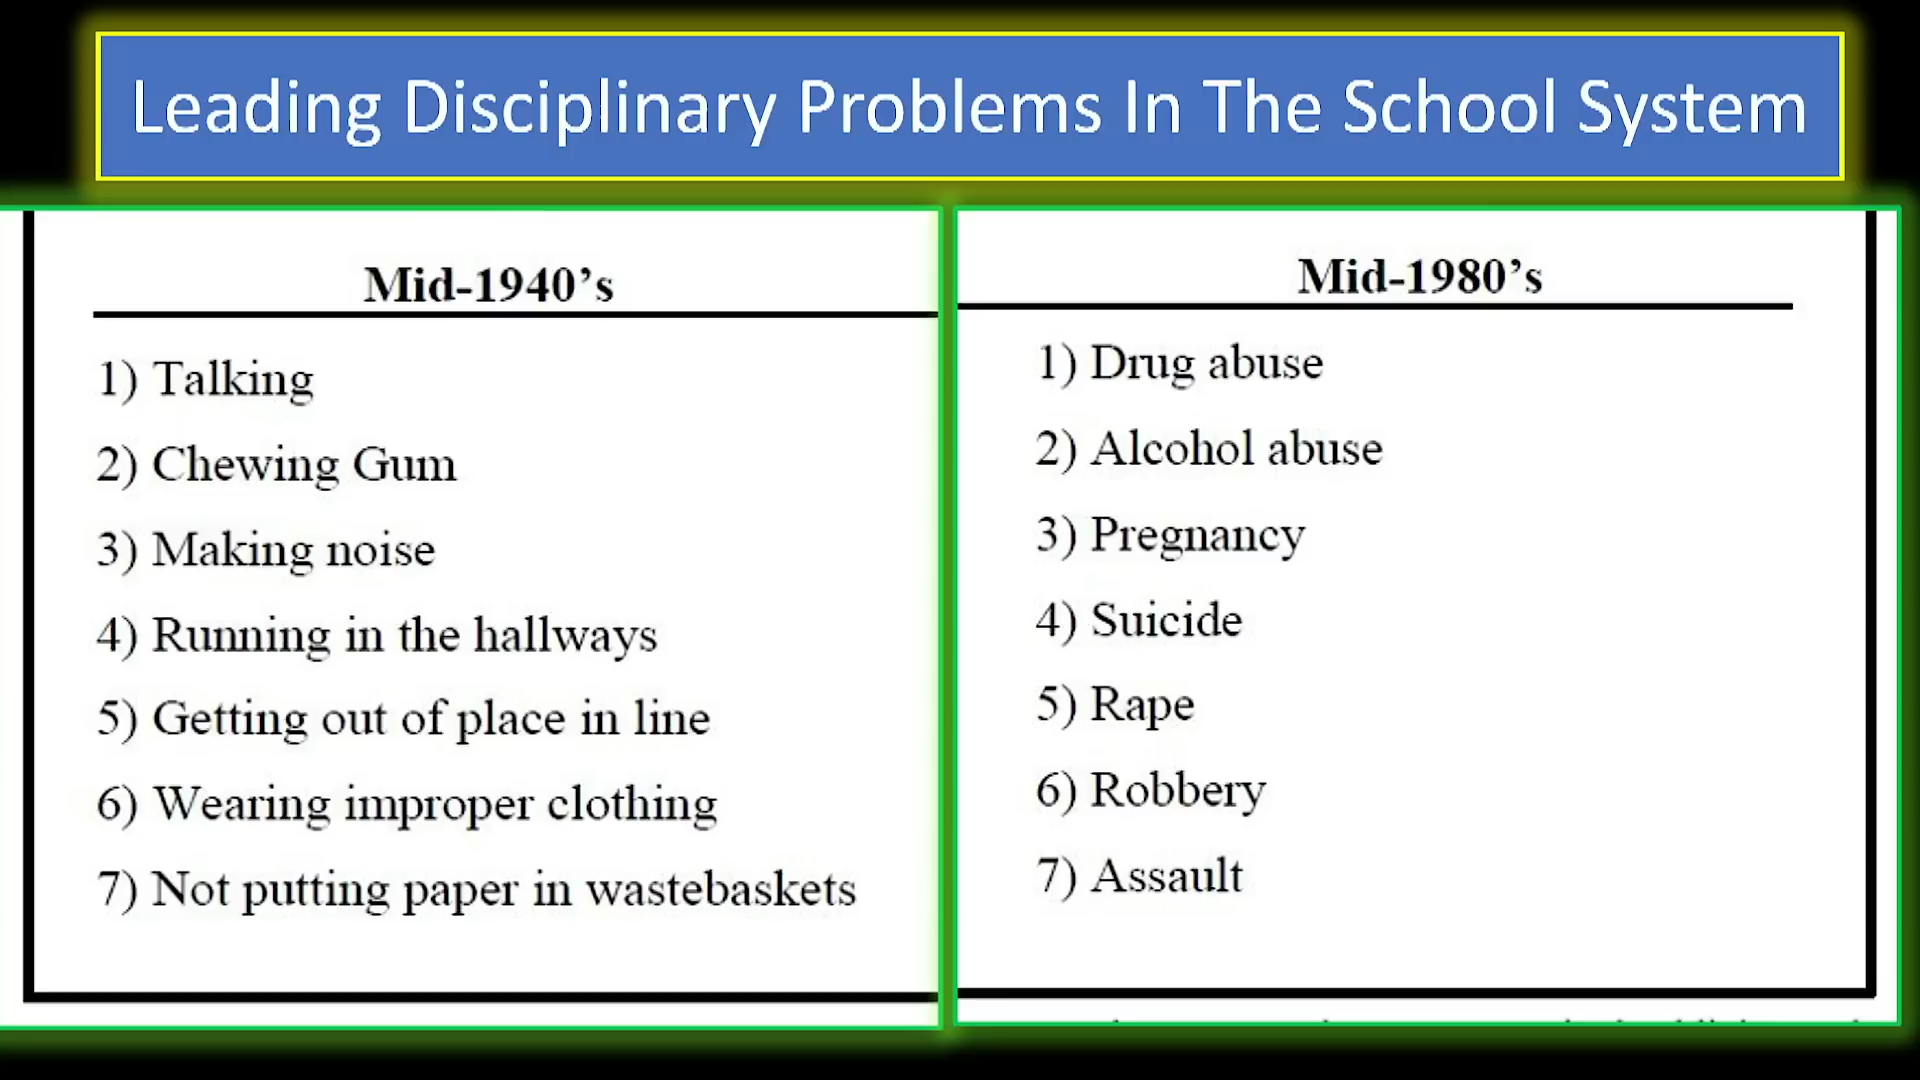 Leading Disciplinary Problems In The School System
Mid-1940's
1) Talking
2) Chewing Gum
3) Making noise
4) Running in the hallways
5) Getting out of place in line
6) Wearing improper clothing
7) Not putting paper in wastebaskets
Mid-1980's
1) Drug abuse
2) Alcohol abuse
3) Pregnancy
4) Suicide
5) Rape
6) Robbery
7) Assault